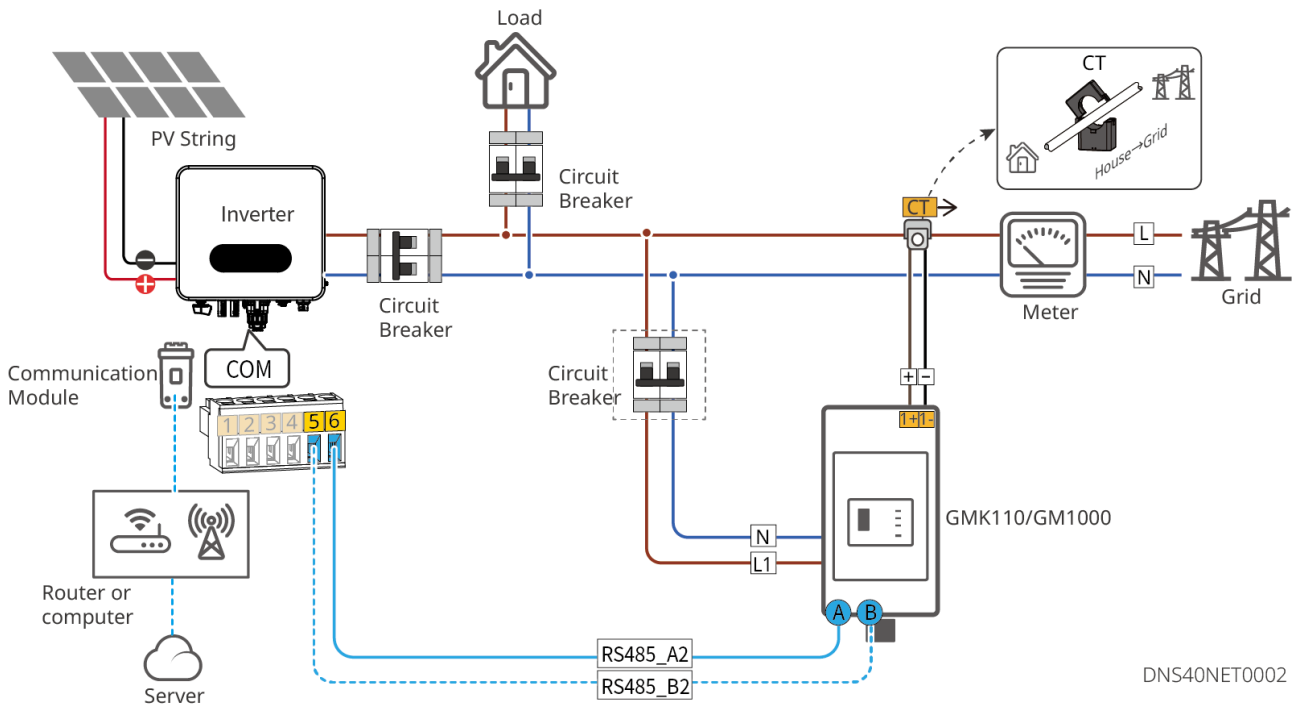 Load
PV String
Inverter
Circuit
Breaker
CT
House→Grid
CT
L
N
Grid
Meter
Circuit
Breaker
COM
Communication
Module
1 2 3 4 5 6
Circuit
Breaker
+ −
1+ 1-
GMK110/GM1000
N
L1
Router or
computer
A B
RS485_A2
RS485_B2
Server
DNS40NET0002